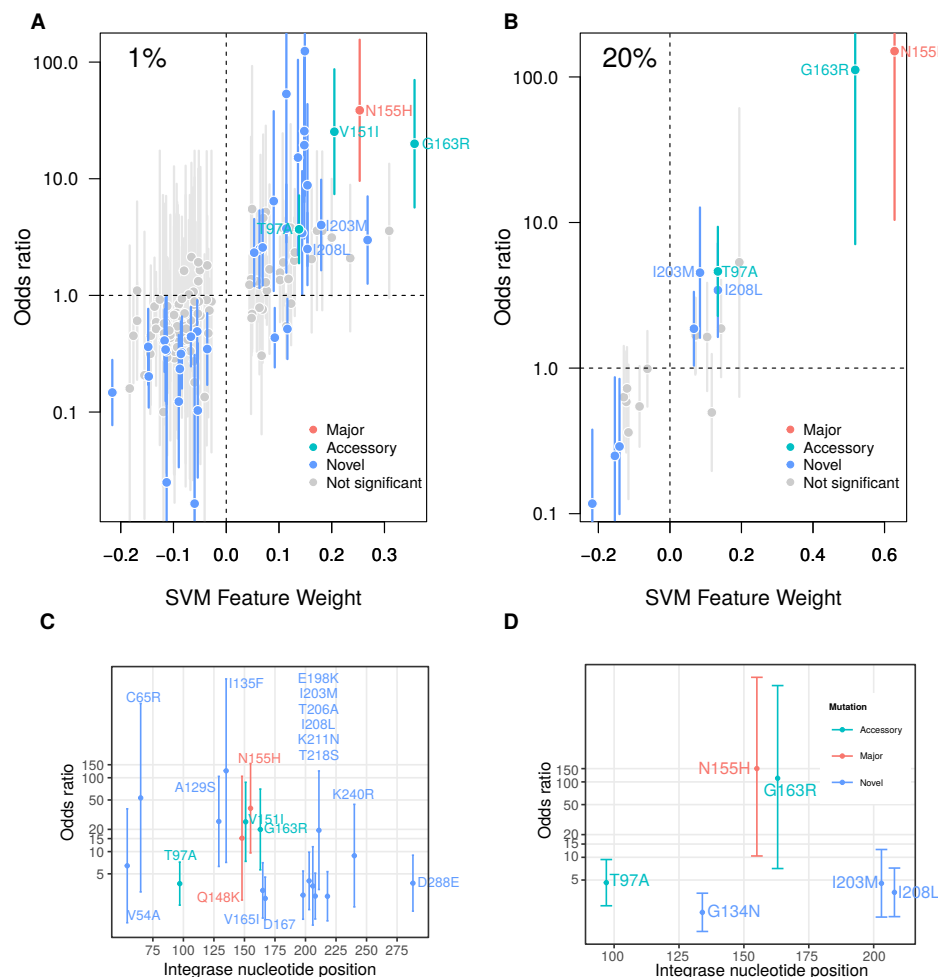 A
1%
100.0
10.0
1.0
0.1
Odds ratio
N155H
V151I
G163R
T97A
I203M
I208L
Major
Accessory
Novel
Not significant
−0.2
−0.1
0.0
0.1
0.2
0.3
SVM Feature Weight
B
20%
100.0
10.0
1.0
0.1
Odds ratio
G163R
N155
I203M
T97A
I208L
Major
Accessory
Novel
Not significant
−0.2
0.0
0.2
0.4
0.6
SVM Feature Weight
C
Odds ratio
150
100
50
20
15
10
5
C65R
I135F
E198K
I203M
T206A
I208L
K211N
T218S
N155H
A129S
K240R
V151I
G163R
T97A
Q148K
D288E
V54A
V165I
D167
75
100
125
150
175
200
225
250
275
Integrase nucleotide position
D
Odds ratio
150
100
50
20
15
10
5
Mutation
Accessory
Major
Novel
N155H
G163R
T97A
G134N
I203M
I208L
100
150
200
Integrase nucleotide position